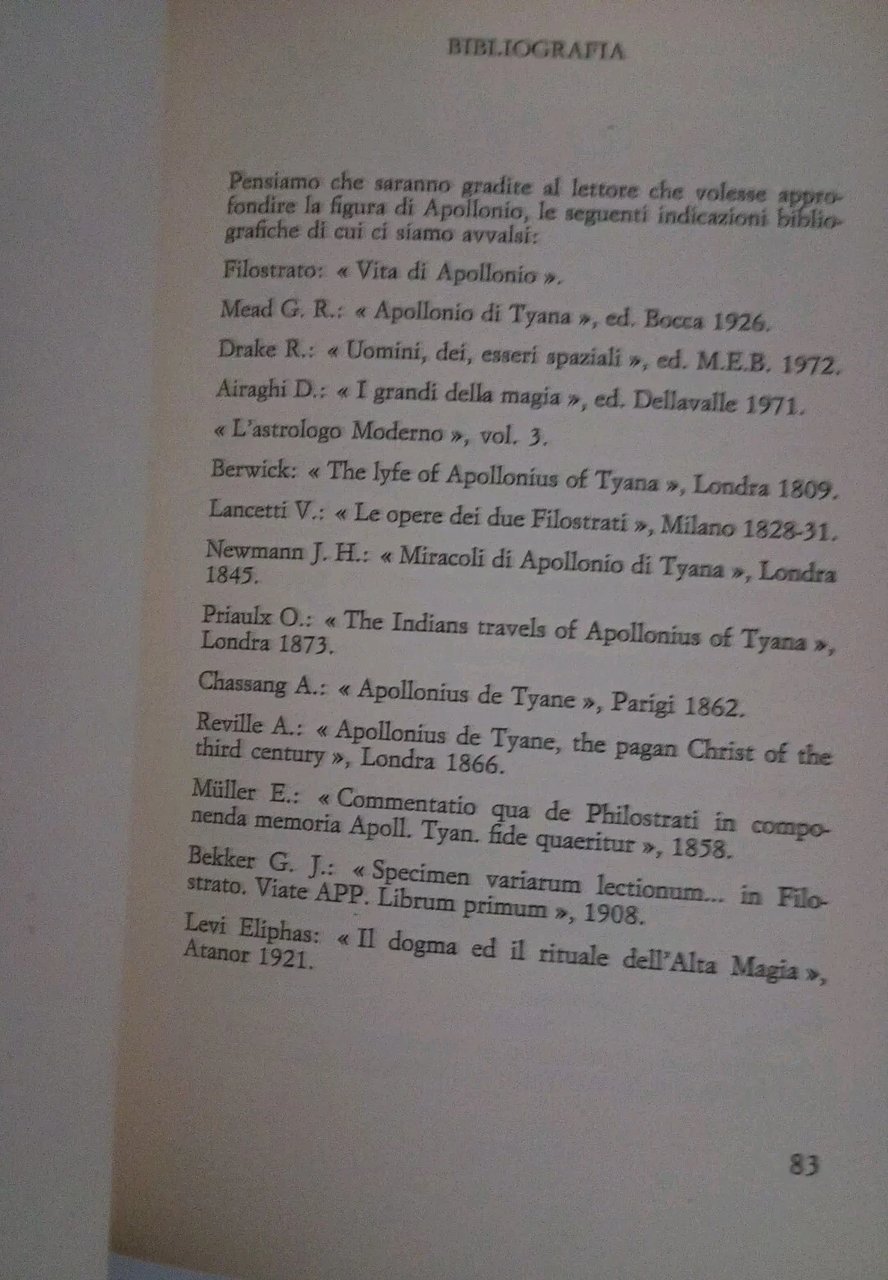 BIBLIOGRAFIA
Pensiamo che saranno gradite al lettore che volesse appro-
fondire la figura di Apollonio, le seguenti indicazioni biblio-
grafiche di cui ci siamo avvalsi:
Filostrato: « Vita di Apollonio ».
Mead G. R.: « Apollonio di Tyana », ed. Bocca 1926.
Drake R.: « Uomini, dei, esseri spaziali », ed. M.E.B. 1972.
Airaghi D.: « I grandi della magia », ed. Dellavalle 1971.
« L'astrologo Moderno », vol. 3.
Berwick: « The lyfe of Apollonius of Tyana », Londra 1809.
Lancetti V.: « Le opere dei due Filostrati », Milano 1828-31.
Newmann J. H.: « Miracoli di Apollonio di Tyana », Londra
1845.
Priaulx O.: « The Indians travels of Apollonius of Tyana »,
Londra 1873.
Chassang A.: « Apollonius de Tyane », Parigi 1862.
Reville A.: « Apollonius de Tyane, the pagan Christ of the
third century », Londra 1866.
Müller E.: « Commentatio qua de Philostrati in compo-
nenda memoria Apoll. Tyan. fide quaeritur », 1858.
Bekker G. J.: « Specimen variarum lectionum... in Filo-
strato. Viate APP. Librum primum », 1908.
Levi Eliphas: « Il dogma ed il rituale dell'Alta Magia »,
Atanor 1921.
83